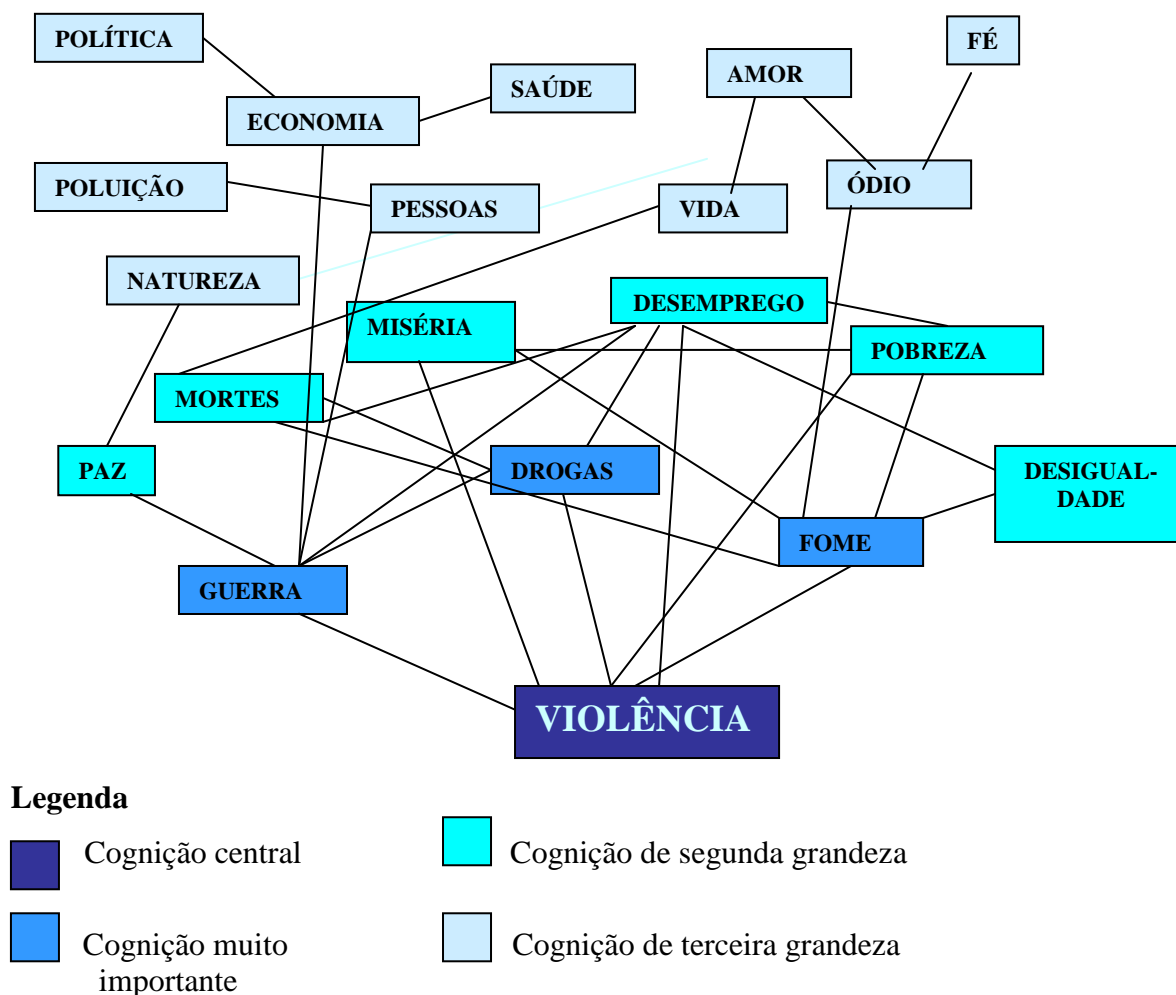 POLÍTICA
FÉ
AMOR
SAÚDE
ECONOMIA
POLUIÇÃO
ÓDIO
PESSOAS
VIDA
NATUREZA
DESEMPREGO
MISÉRIA
POBREZA
MORTES
PAZ
DROGAS
DESIGUAL-
DADE
FOME
GUERRA
VIOLÊNCIA
Legenda
Cognição central
Cognição de segunda grandeza
Cognição muito
importante
Cognição de terceira grandeza